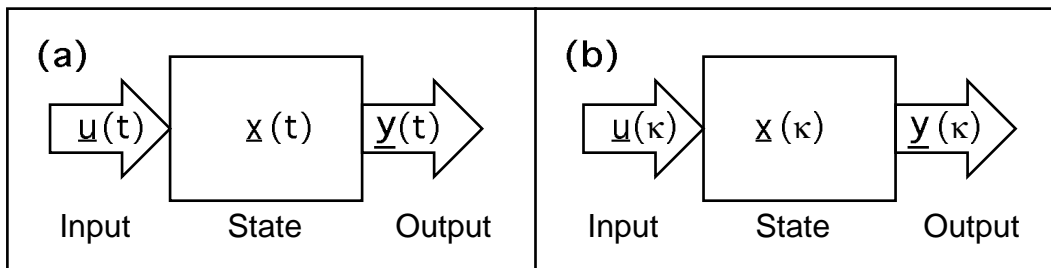 (a)
u(t) x(t) y(t)
Input State Output
(b)
u(κ) x(κ) y(κ)
Input State Output